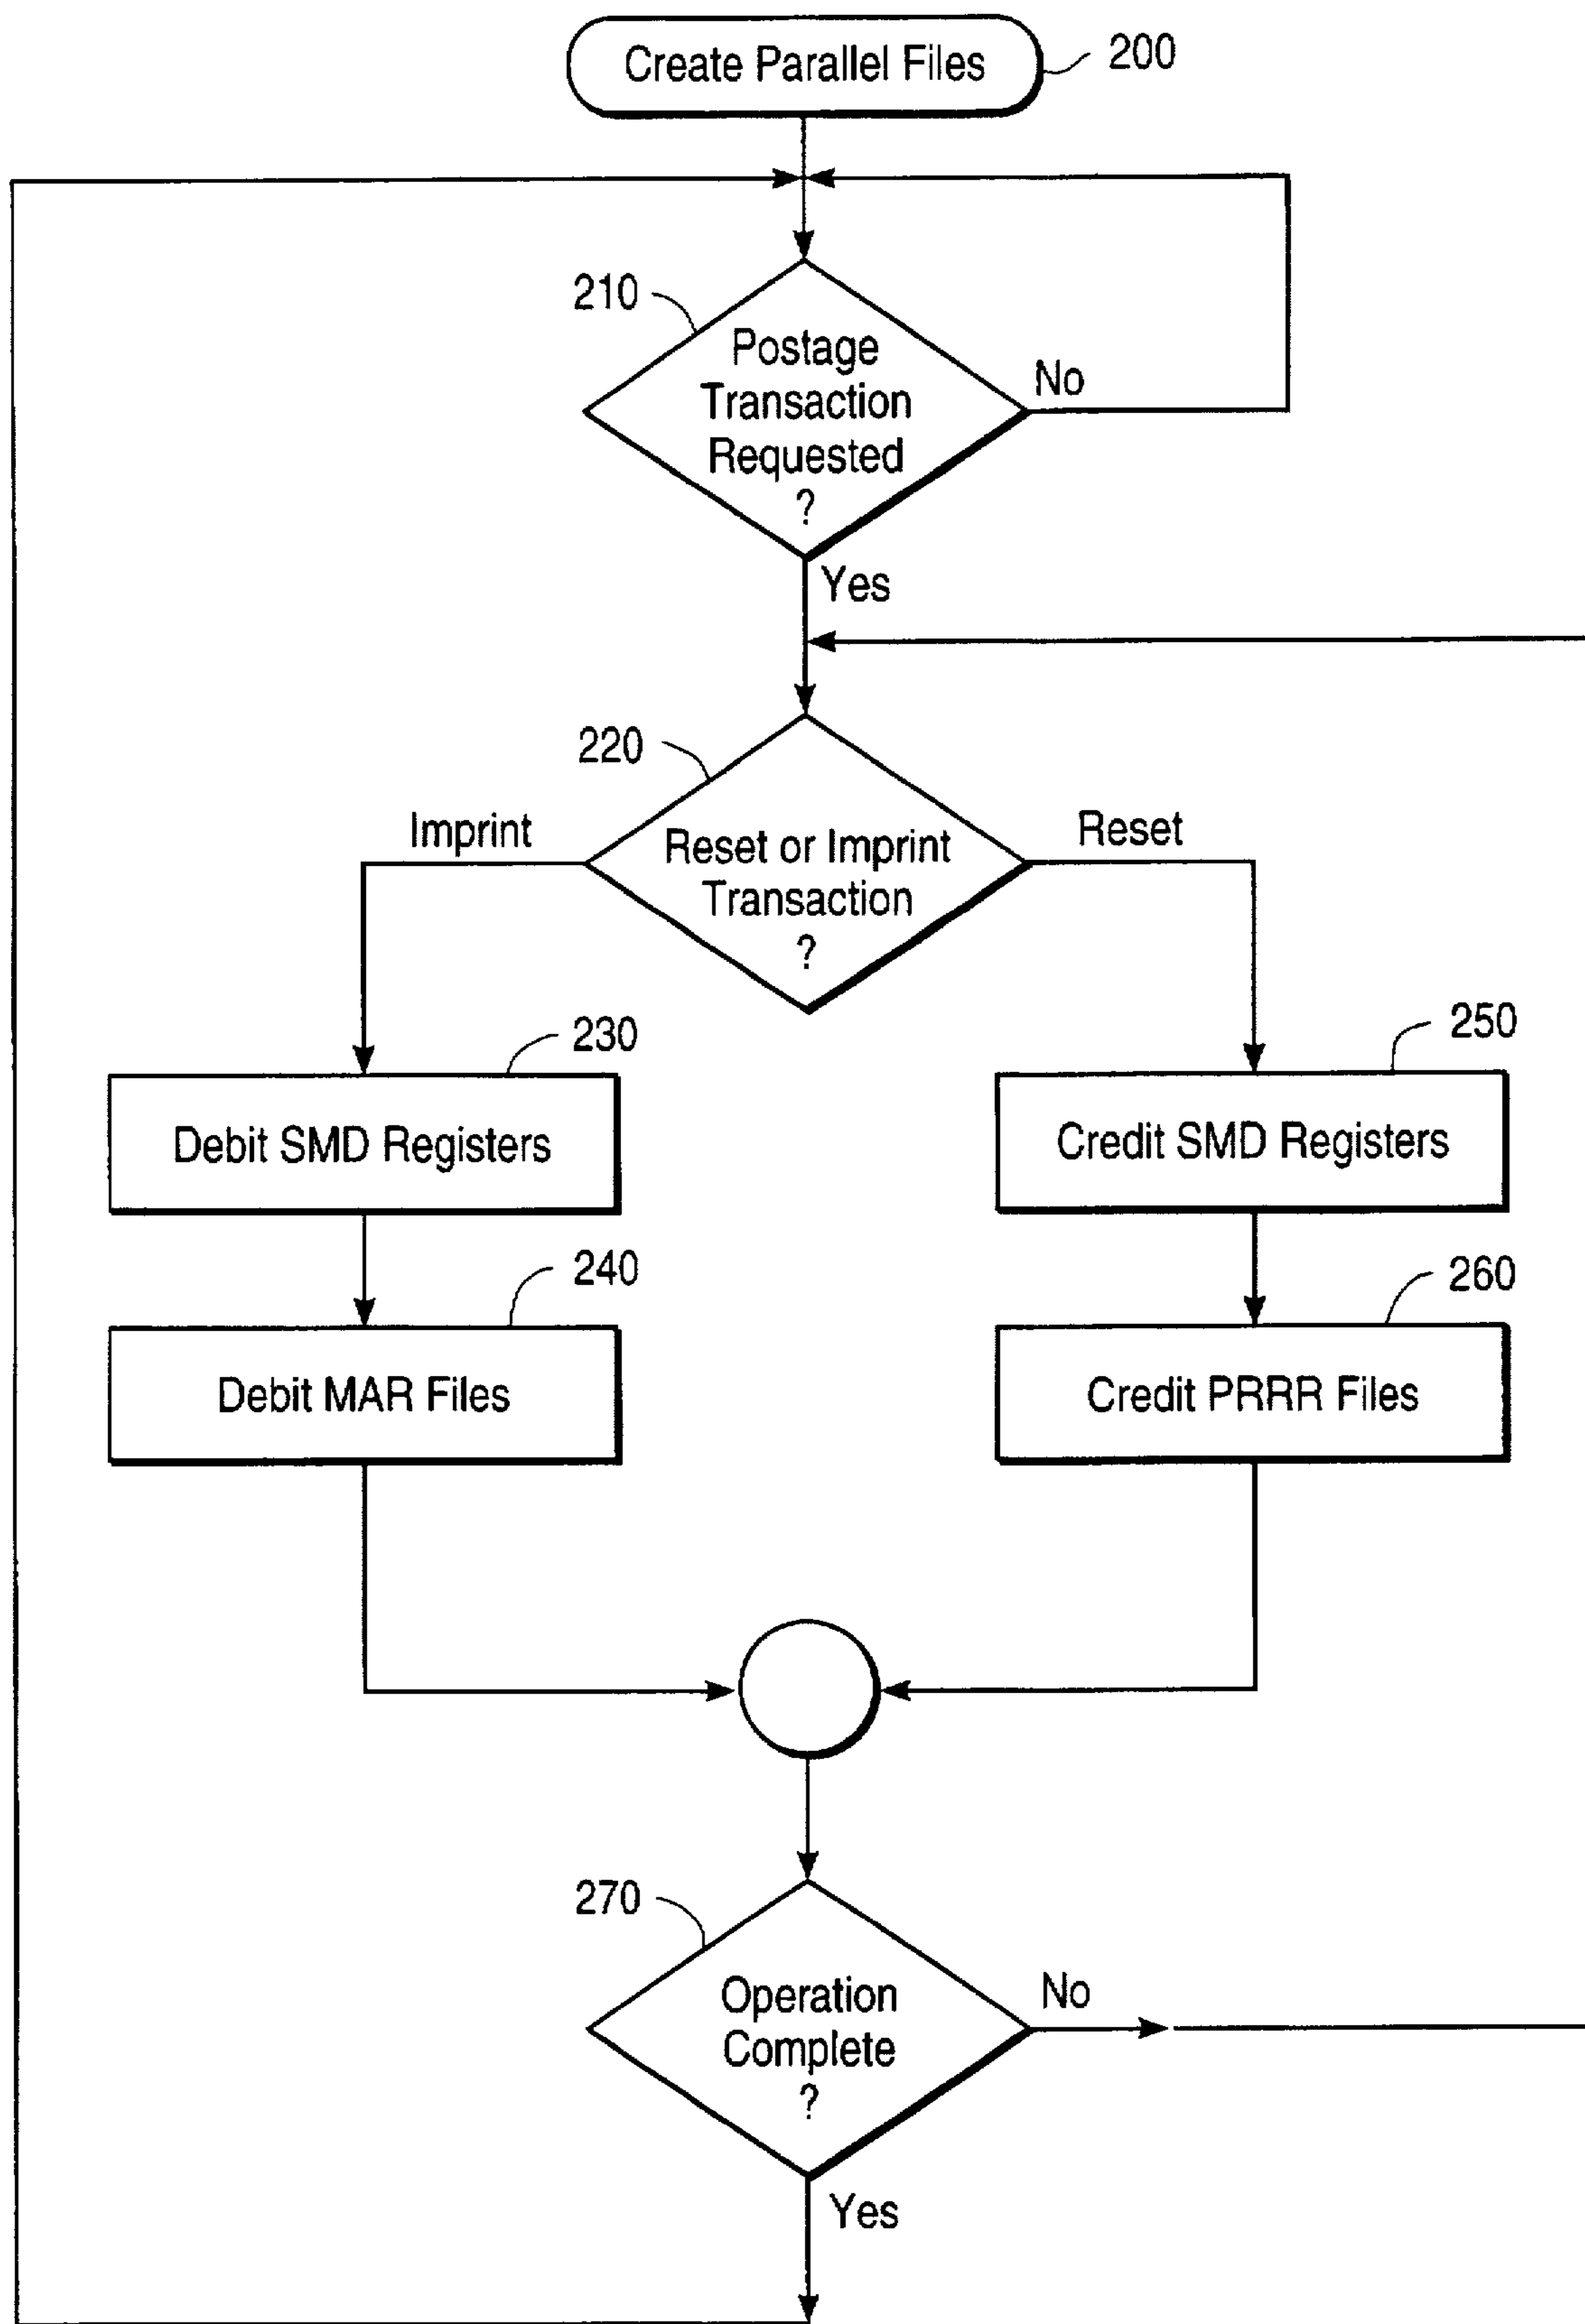 Create Parallel Files
200
210
Postage
Transaction
Requested
?
No
Yes
220
Imprint
Reset or Imprint
Transaction
?
Reset
230
250
Debit SMD Registers
Credit SMD Registers
240
260
Debit MAR Files
Credit PRRR Files
270
Operation
Complete
?
No
Yes